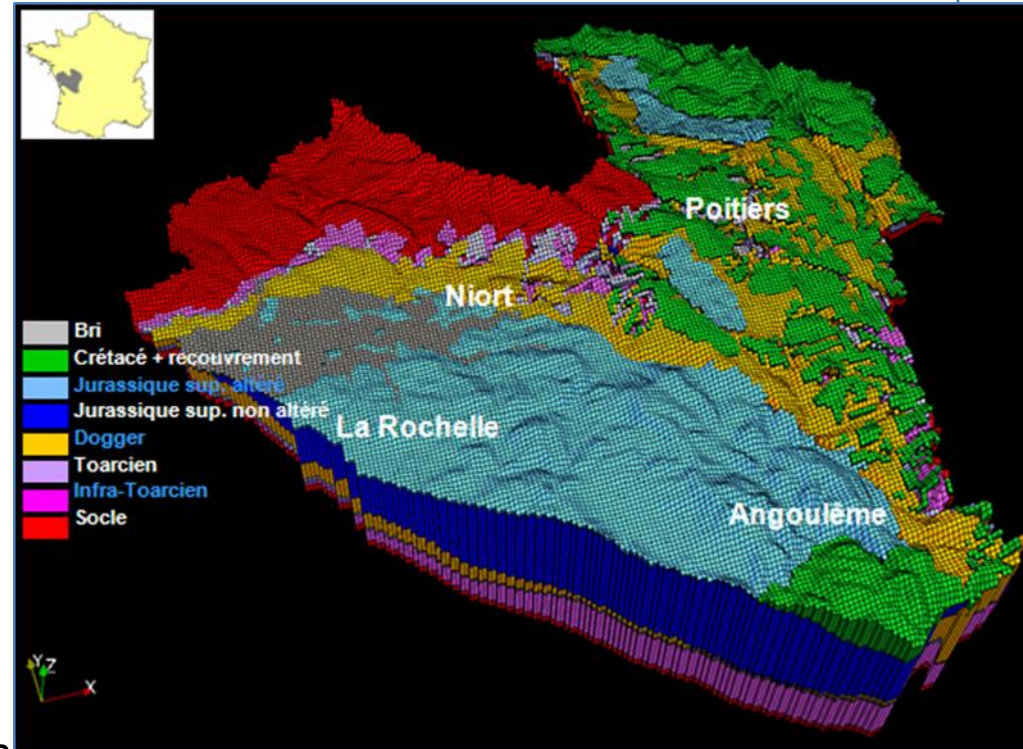 Poitiers
Niort
Bri
Crétacé + recouvrement
Jurassique sup. altéré
Jurassique sup. non altéré
La Rochelle
Dogger
Toarcien
Infra-Toarcien
Angoulême
Socle
Y
Z
X